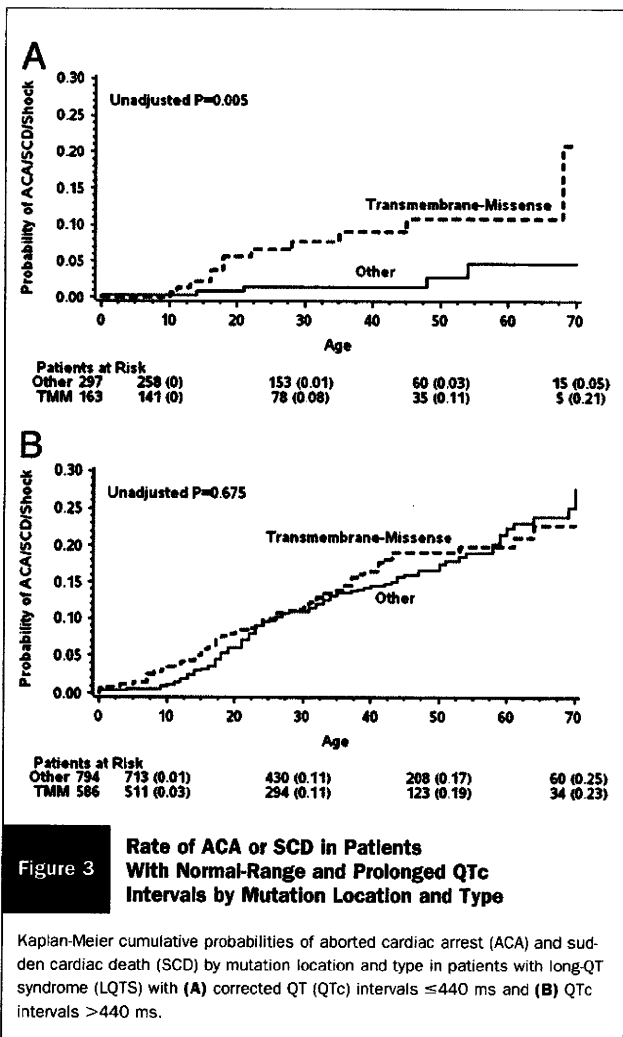 A
Probability of ACA/SCD/Shock
0.30
0.25
0.20
0.15
0.10
0.05
0.00
Unadjusted P=0.005
Transmembrane-Missense
Other
0 10 20 30 40 50 60 70
Age
Patients at Risk
Other 297 258 (0) 153 (0.01) 60 (0.03) 15 (0.05)
TMM 163 141 (0) 78 (0.08) 35 (0.11) 5 (0.21)
B
Probability of ACA/SCD/Shock
0.30
0.25
0.20
0.15
0.10
0.05
0.00
Unadjusted P=0.675
Transmembrane-Missense
Other
0 10 20 30 40 50 60 70
Age
Patients at Risk
Other 794 713 (0.01) 430 (0.11) 208 (0.17) 60 (0.25)
TMM 586 511 (0.03) 294 (0.11) 123 (0.19) 34 (0.23)
Figure 3
Rate of ACA or SCD in Patients
With Normal-Range and Prolonged QTc
Intervals by Mutation Location and Type
Kaplan-Meier cumulative probabilities of aborted cardiac arrest (ACA) and sud-
den cardiac death (SCD) by mutation location and type in patients with long-QT
syndrome (LQTS) with (A) corrected QT (QTc) intervals ≤440 ms and (B) QTc
intervals >440 ms.